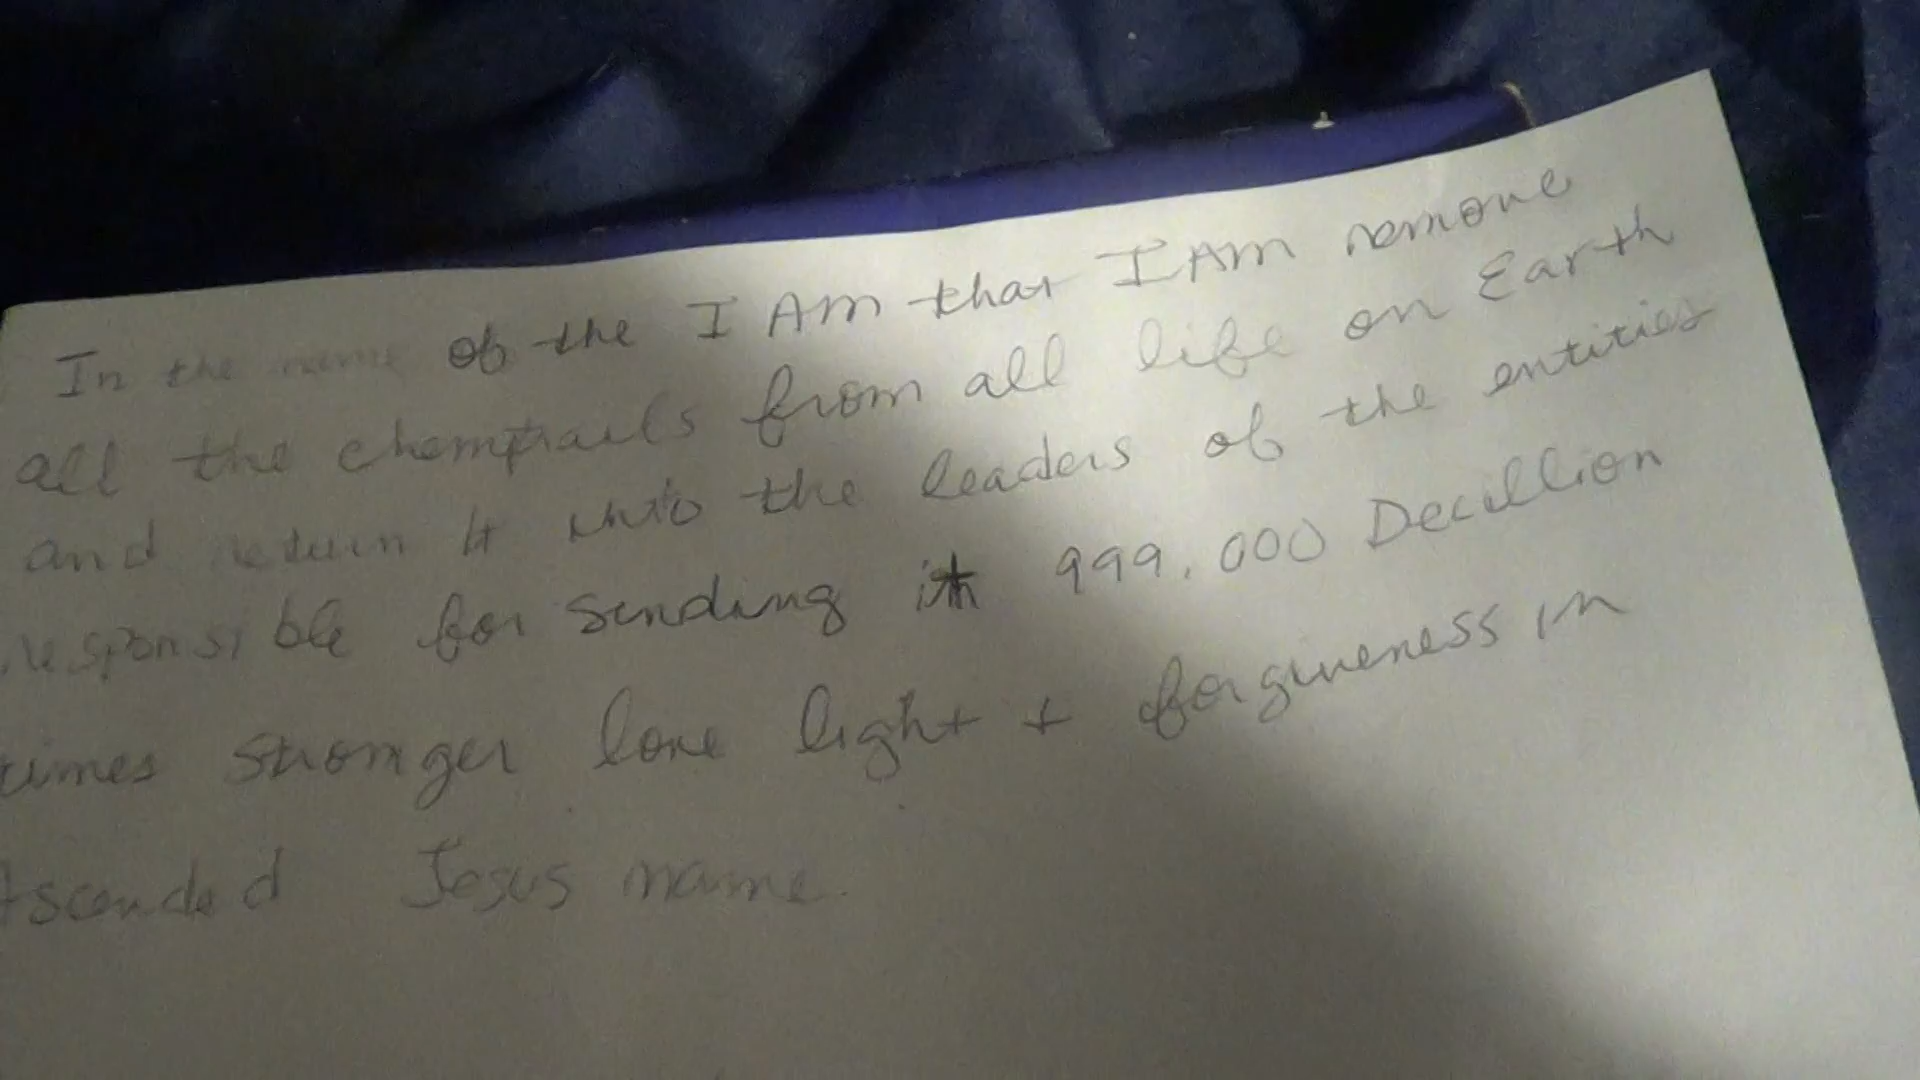 In the name of the I AM that I AM remove
all the chemtrails from all life on Earth
and return it unto the leaders of the entities
responsible for sending it 999,000 Decillion
times stronger love light + forgiveness in
Ascended Jesus name.